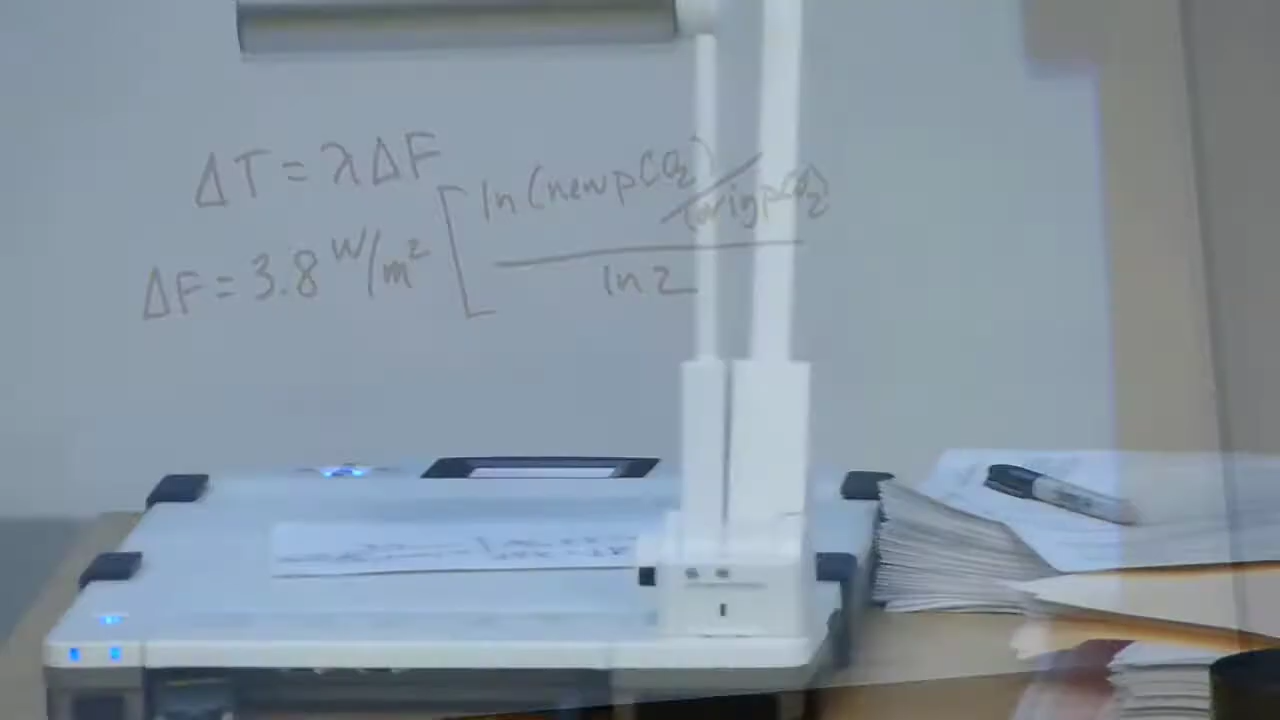 ΔT = λΔF
ΔF = 3.8 W/m² [ ln (new pCO₂ / orig pCO₂)
ln 2